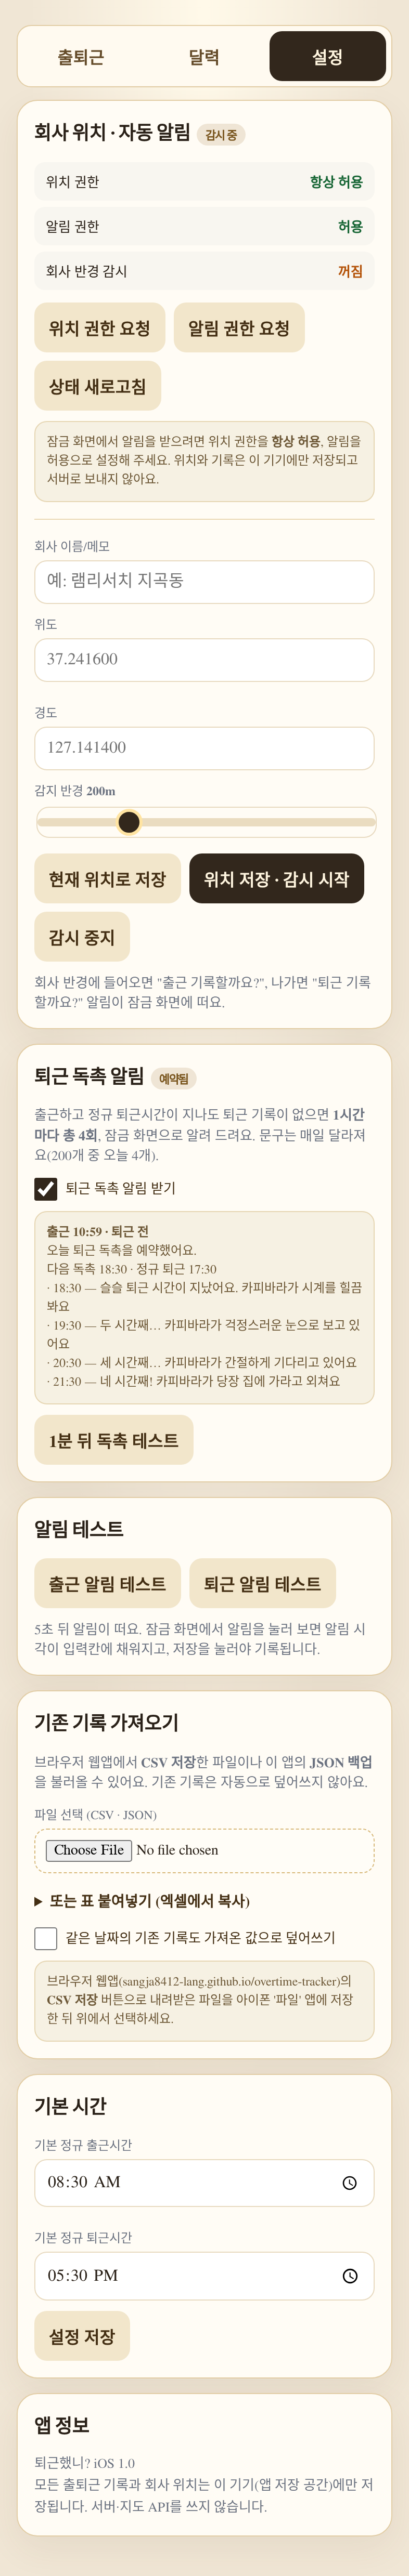 출퇴근
달력
설정
회사 위치 · 자동 알림
감시 중
위치 권한
항상 허용
알림 권한
허용
회사 반경 감시
꺼짐
위치 권한 요청
알림 권한 요청
상태 새로고침
잠금 화면에서 알림을 받으려면 위치 권한을 항상 허용, 알림을
허용으로 설정해 주세요. 위치와 기록은 이 기기에만 저장되고
서버로 보내지 않아요.
회사 이름/메모
예: 램리서치 지곡동
위도
37.241600
경도
127.141400
감지 반경 200m
현재 위치로 저장
위치 저장 · 감시 시작
감시 중지
회사 반경에 들어오면 "출근 기록할까요?", 나가면 "퇴근 기록
할까요?" 알림이 잠금 화면에 떠요.
퇴근 독촉 알림
예약됨
출근하고 정규 퇴근시간이 지나도 퇴근 기록이 없으면 1시간
마다 총 4회, 잠금 화면으로 알려 드려요. 문구는 매일 달라져
요(200개 중 오늘 4개).
퇴근 독촉 알림 받기
출근 10:59 · 퇴근 전
오늘 퇴근 독촉을 예약했어요.
다음 독촉 18:30 · 정규 퇴근 17:30
· 18:30 — 슬슬 퇴근 시간이 지났어요. 카피바라가 시계를 힐끔
봐요
· 19:30 — 두 시간째… 카피바라가 걱정스러운 눈으로 보고 있
어요
· 20:30 — 세 시간째… 카피바라가 간절하게 기다리고 있어요
· 21:30 — 네 시간째! 카피바라가 당장 집에 가라고 외쳐요
1분 뒤 독촉 테스트
알림 테스트
출근 알림 테스트
퇴근 알림 테스트
5초 뒤 알림이 떠요. 잠금 화면에서 알림을 눌러 보면 알림 시
각이 입력칸에 채워지고, 저장을 눌러야 기록됩니다.
기존 기록 가져오기
브라우저 웹앱에서 CSV 저장한 파일이나 이 앱의 JSON 백업
을 불러올 수 있어요. 기존 기록은 자동으로 덮어쓰지 않아요.
파일 선택 (CSV · JSON)
Choose File No file chosen
▶ 또는 표 붙여넣기 (엑셀에서 복사)
같은 날짜의 기존 기록도 가져온 값으로 덮어쓰기
브라우저 웹앱(sangja8412-lang.github.io/overtime-tracker)의
CSV 저장 버튼으로 내려받은 파일을 아이폰 '파일' 앱에 저장
한 뒤 위에서 선택하세요.
기본 시간
기본 정규 출근시간
08:30 AM
기본 정규 퇴근시간
05:30 PM
설정 저장
앱 정보
퇴근했니? iOS 1.0
모든 출퇴근 기록과 회사 위치는 이 기기(앱 저장 공간)에만 저
장됩니다. 서버·지도 API를 쓰지 않습니다.